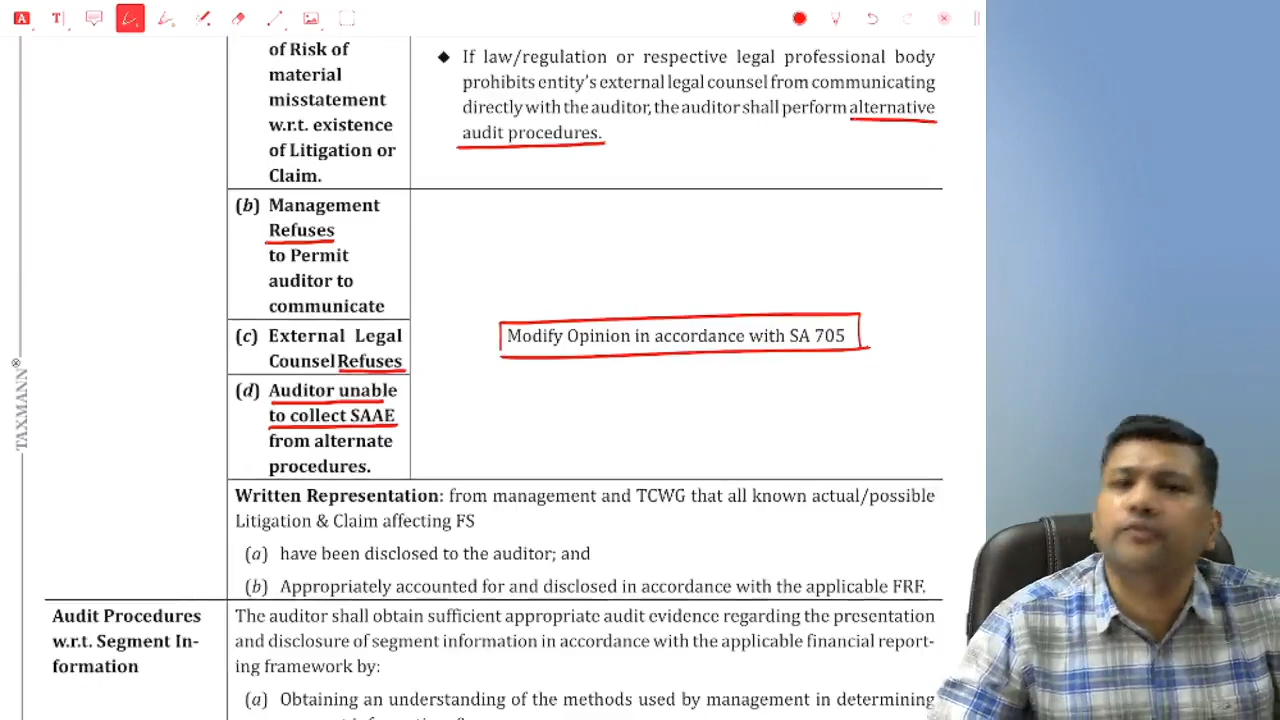 A
T
of Risk of
material
misstatement
w.r.t. existence
of Litigation or
Claim.
◆ If law/regulation or respective legal professional body
prohibits entity's external legal counsel from communicating
directly with the auditor, the auditor shall perform alternative
audit procedures.
(b) Management
Refuses
to Permit
auditor to
communicate
(c) External Legal
Counsel Refuses
(d) Auditor unable
to collect SAAE
from alternate
procedures.
Modify Opinion in accordance with SA 705
Written Representation: from management and TCWG that all known actual/possible
Litigation & Claim affecting FS
(a) have been disclosed to the auditor; and
(b) Appropriately accounted for and disclosed in accordance with the applicable FRF.
Audit Procedures
w.r.t. Segment In-
formation
The auditor shall obtain sufficient appropriate audit evidence regarding the presentation
and disclosure of segment information in accordance with the applicable financial report-
ing framework by:
(a) Obtaining an understanding of the methods used by management in determining
TAXMANN®